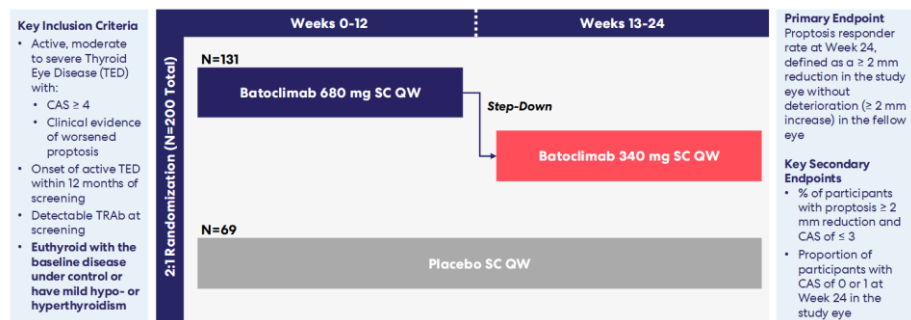 Key Inclusion Criteria
• Active, moderate
to severe Thyroid
Eye Disease (TED)
with:
• CAS ≥ 4
• Clinical evidence
of worsened
proptosis
• Onset of active TED
within 12 months of
screening
• Detectable TRAb at
screening
• Euthyroid with the
baseline disease
under control or
have mild hypo- or
hyperthyroidism
2:1 Randomization (N=200 Total)
Weeks 0-12
Weeks 13-24
N=131
Batoclimab 680 mg SC QW
Step-Down
Batoclimab 340 mg SC QW
N=69
Placebo SC QW
Primary Endpoint
Proptosis responder
rate at Week 24,
defined as a ≥ 2 mm
reduction in the study
eye without
deterioration (≥ 2 mm
increase) in the fellow
eye
Key Secondary
Endpoints
• % of participants
with proptosis ≥ 2
mm reduction and
CAS of ≤ 3
• Proportion of
participants with
CAS of 0 or 1 at
Week 24 in the
study eye